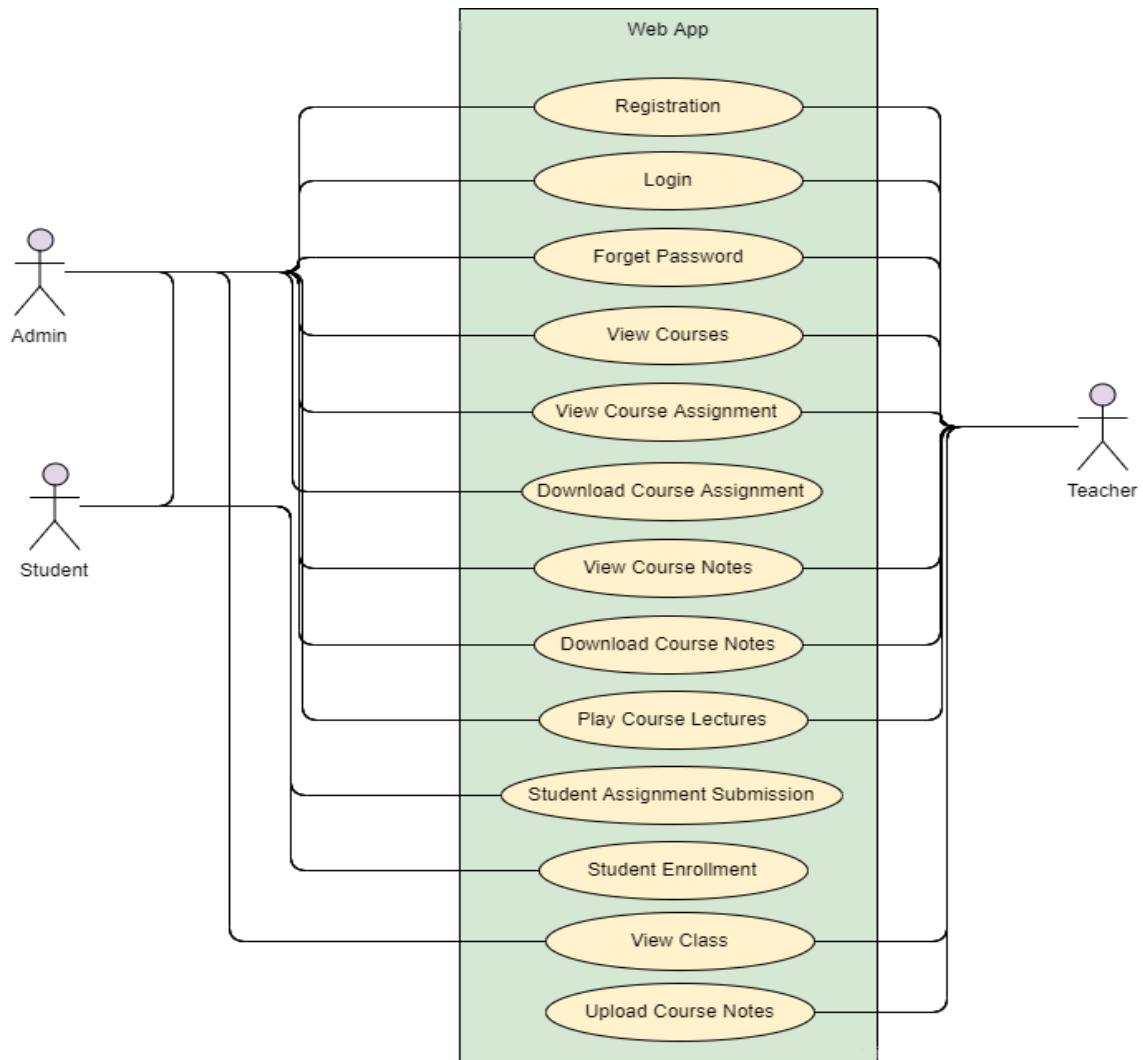 Web App
Registration
Login
Forget Password
View Courses
View Course Assignment
Download Course Assignment
View Course Notes
Download Course Notes
Play Course Lectures
Student Assignment Submission
Student Enrollment
View Class
Upload Course Notes
Admin
Student
Teacher